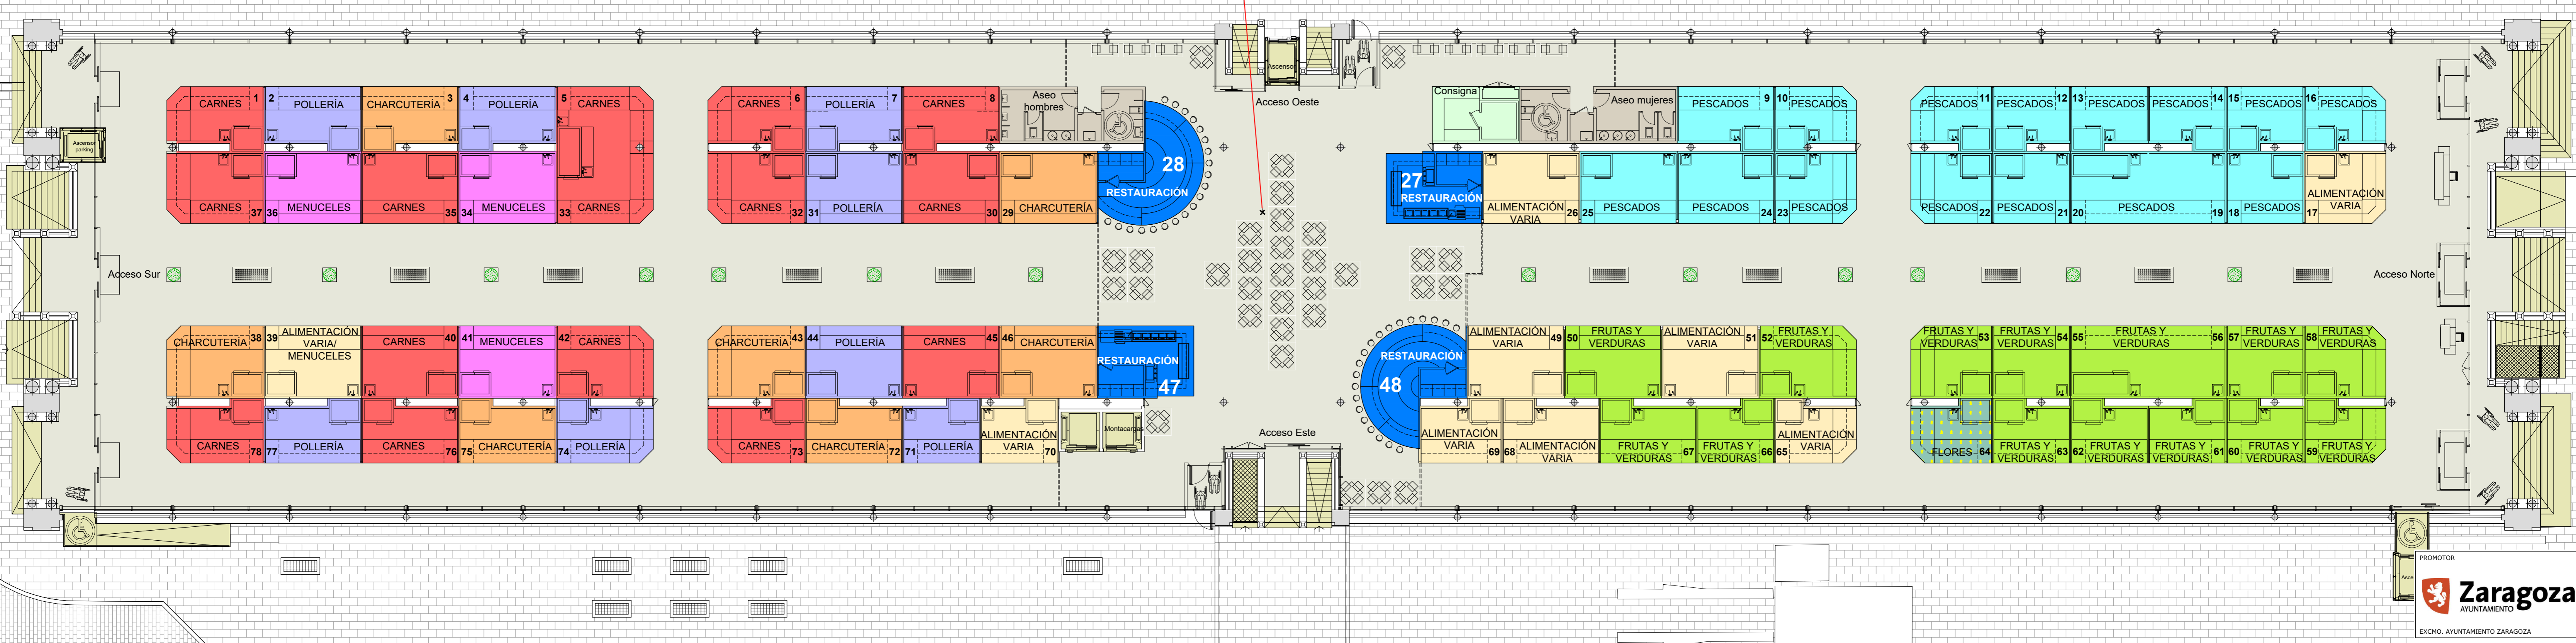 Ascensor
Acceso Oeste
CARNES 1
2 POLLERÍA
CHARCUTERÍA 3
4 POLLERÍA
5 CARNES
CARNES 6
POLLERÍA 7
CARNES 8
Aseo
hombres
28
RESTAURACIÓN
Consigna
Aseo mujeres
PESCADOS 9
10 PESCADOS
PESCADOS 11
PESCADOS 12
13 PESCADOS
PESCADOS 14
15 PESCADOS
16 PESCADOS
Ascensor
parking
CARNES 37
36 MENUCELES
CARNES 35
34 MENUCELES
33 CARNES
CARNES 32
31 POLLERÍA
CARNES 30
29 CHARCUTERÍA
27
RESTAURACIÓN
ALIMENTACIÓN
VARIA 26
25 PESCADOS
PESCADOS 24
23 PESCADOS
PESCADOS 22
PESCADOS 21
20 PESCADOS 19
18 PESCADOS
ALIMENTACIÓN
17 VARIA
Acceso Sur
Acceso Norte
CHARCUTERÍA 38
39 ALIMENTACIÓN
VARIA/
MENUCELES
CARNES 40
41 MENUCELES
42 CARNES
CHARCUTERÍA 43
44 POLLERÍA
CARNES 45
46 CHARCUTERÍA
RESTAURACIÓN
47
RESTAURACIÓN
48
ALIMENTACIÓN
VARIA 49
50 FRUTAS Y
VERDURAS
ALIMENTACIÓN
VARIA 51
52 FRUTAS Y
VERDURAS
FRUTAS Y
VERDURAS 53
FRUTAS Y
VERDURAS 54
55 FRUTAS Y
VERDURAS 56
57 FRUTAS Y
VERDURAS
58 FRUTAS Y
VERDURAS
CARNES 78
77 POLLERÍA
CARNES 76
75 CHARCUTERÍA
74 POLLERÍA
CARNES 73
CHARCUTERÍA 72
71 POLLERÍA
ALIMENTACIÓN
VARIA 70
Montacargas
Acceso Este
ALIMENTACIÓN
VARIA 69
68 ALIMENTACIÓN
VARIA
FRUTAS Y
VERDURAS 67
FRUTAS Y
VERDURAS 66
65 ALIMENTACIÓN
VARIA
FLORES 64
FRUTAS Y
VERDURAS 63
62 FRUTAS Y
VERDURAS
FRUTAS Y
VERDURAS 61
60 FRUTAS Y
VERDURAS
59 FRUTAS Y
VERDURAS
Asce
PROMOTOR
Zaragoza
AYUNTAMIENTO
EXCMO. AYUNTAMIENTO ZARAGOZA